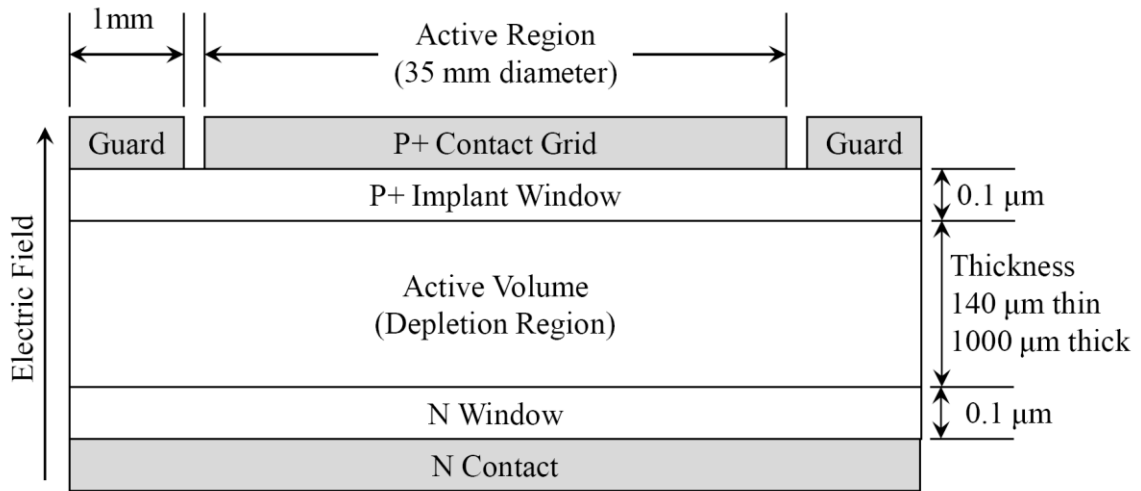 1mm
Active Region
(35 mm diameter)
Guard
P+ Contact Grid
Guard
P+ Implant Window
0.1 μm
Electric Field
Active Volume
(Depletion Region)
Thickness
140 μm thin
1000 μm thick
N Window
0.1 μm
N Contact